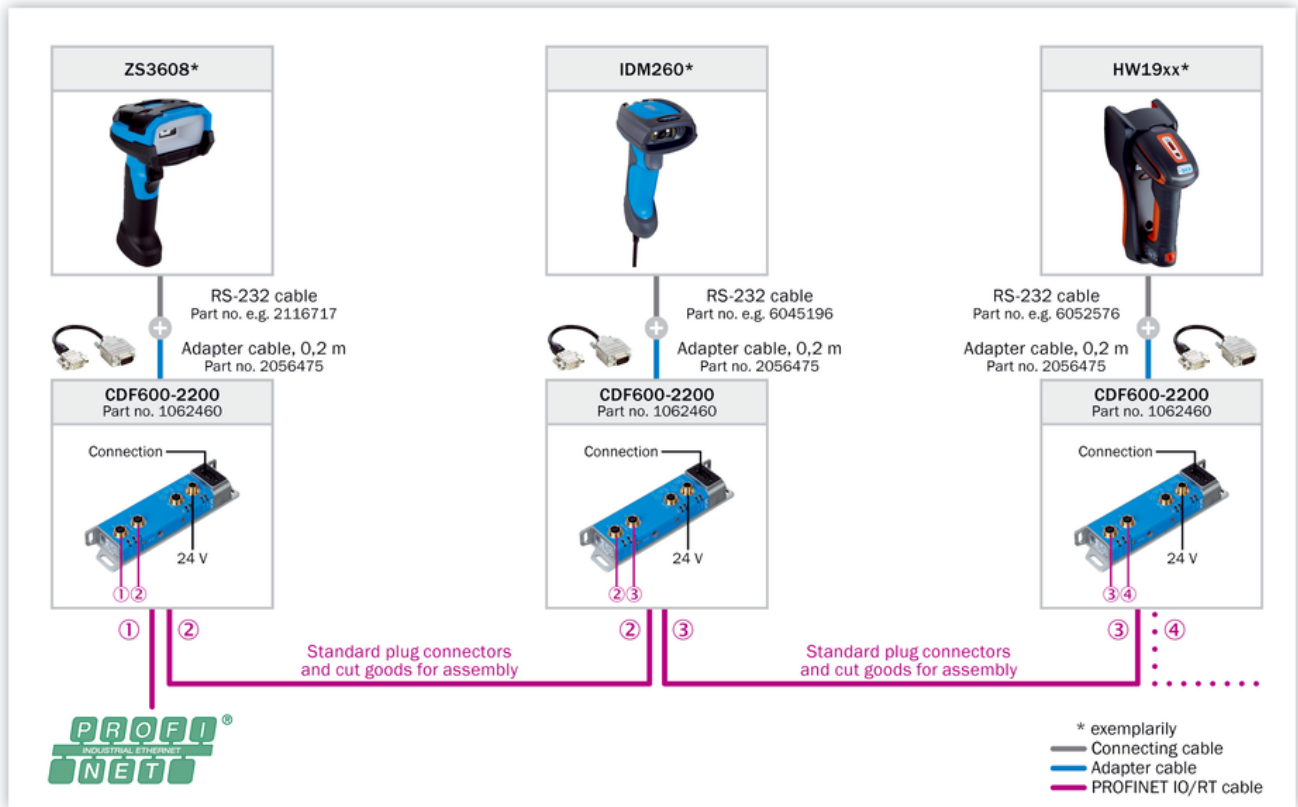 ZS3608*
IDM260*
HW19xx*
RS-232 cable
Part no. e.g. 2116717
Adapter cable, 0,2 m
Part no. 2056475
RS-232 cable
Part no. e.g. 6045196
Adapter cable, 0,2 m
Part no. 2056475
RS-232 cable
Part no. e.g. 6052576
Adapter cable, 0,2 m
Part no. 2056475
CDF600-2200
Part no. 1062460
Connection
24 V
①②
CDF600-2200
Part no. 1062460
Connection
24 V
②③
CDF600-2200
Part no. 1062460
Connection
24 V
③④
① ②
② ③
③ ④
Standard plug connectors
and cut goods for assembly
Standard plug connectors
and cut goods for assembly
PROFI®
INDUSTRIAL ETHERNET
NET
* exemplarily
Connecting cable
Adapter cable
PROFINET IO/RT cable